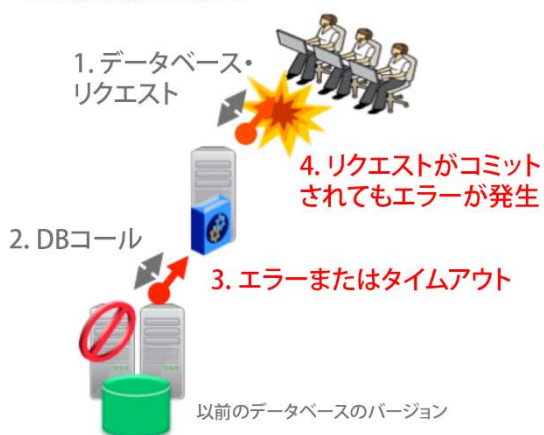 1. データベース・
リクエスト
4. リクエストがコミット
されてもエラーが発生
2. DBコール
3. エラーまたはタイムアウト
以前のデータベースのバージョン